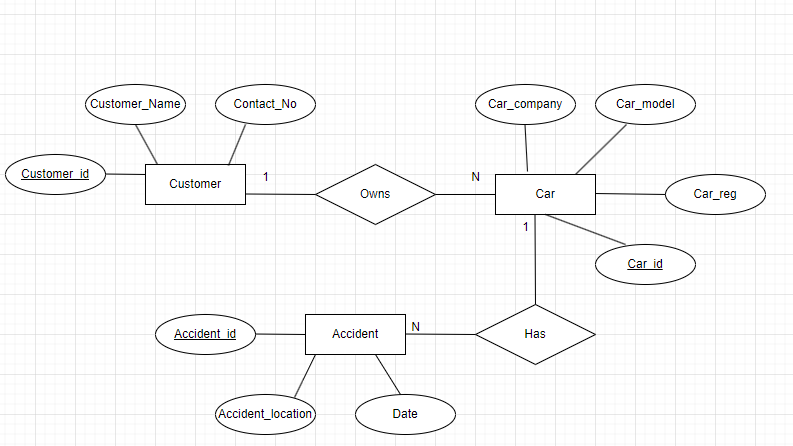 Customer_Name
Contact_No
Car_company
Car_model
Customer_id
Customer
1
Owns
N
Car
Car_reg
1
Car_id
Accident_id
Accident
N
Has
Accident_location
Date